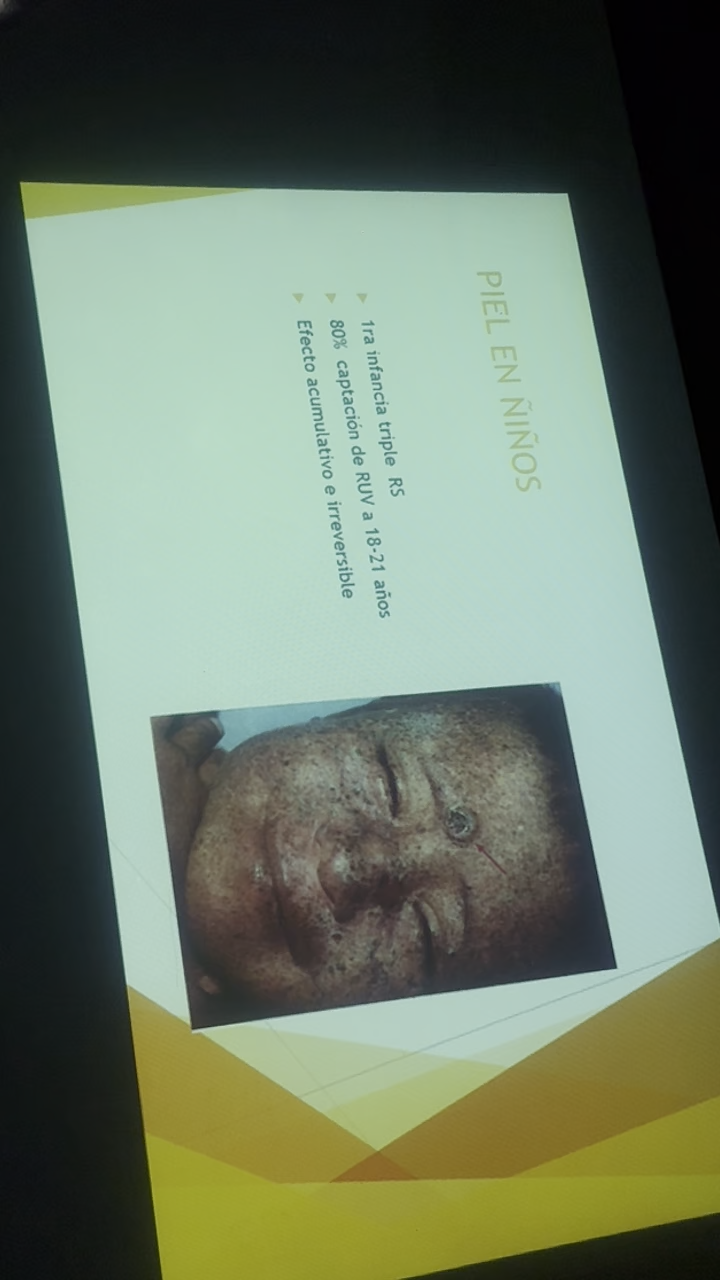 PIEL EN ÑIÑOS
1ra infancia triple RS
80% captación de RUV a 18-21 años
Efecto acumulativo e irreversible